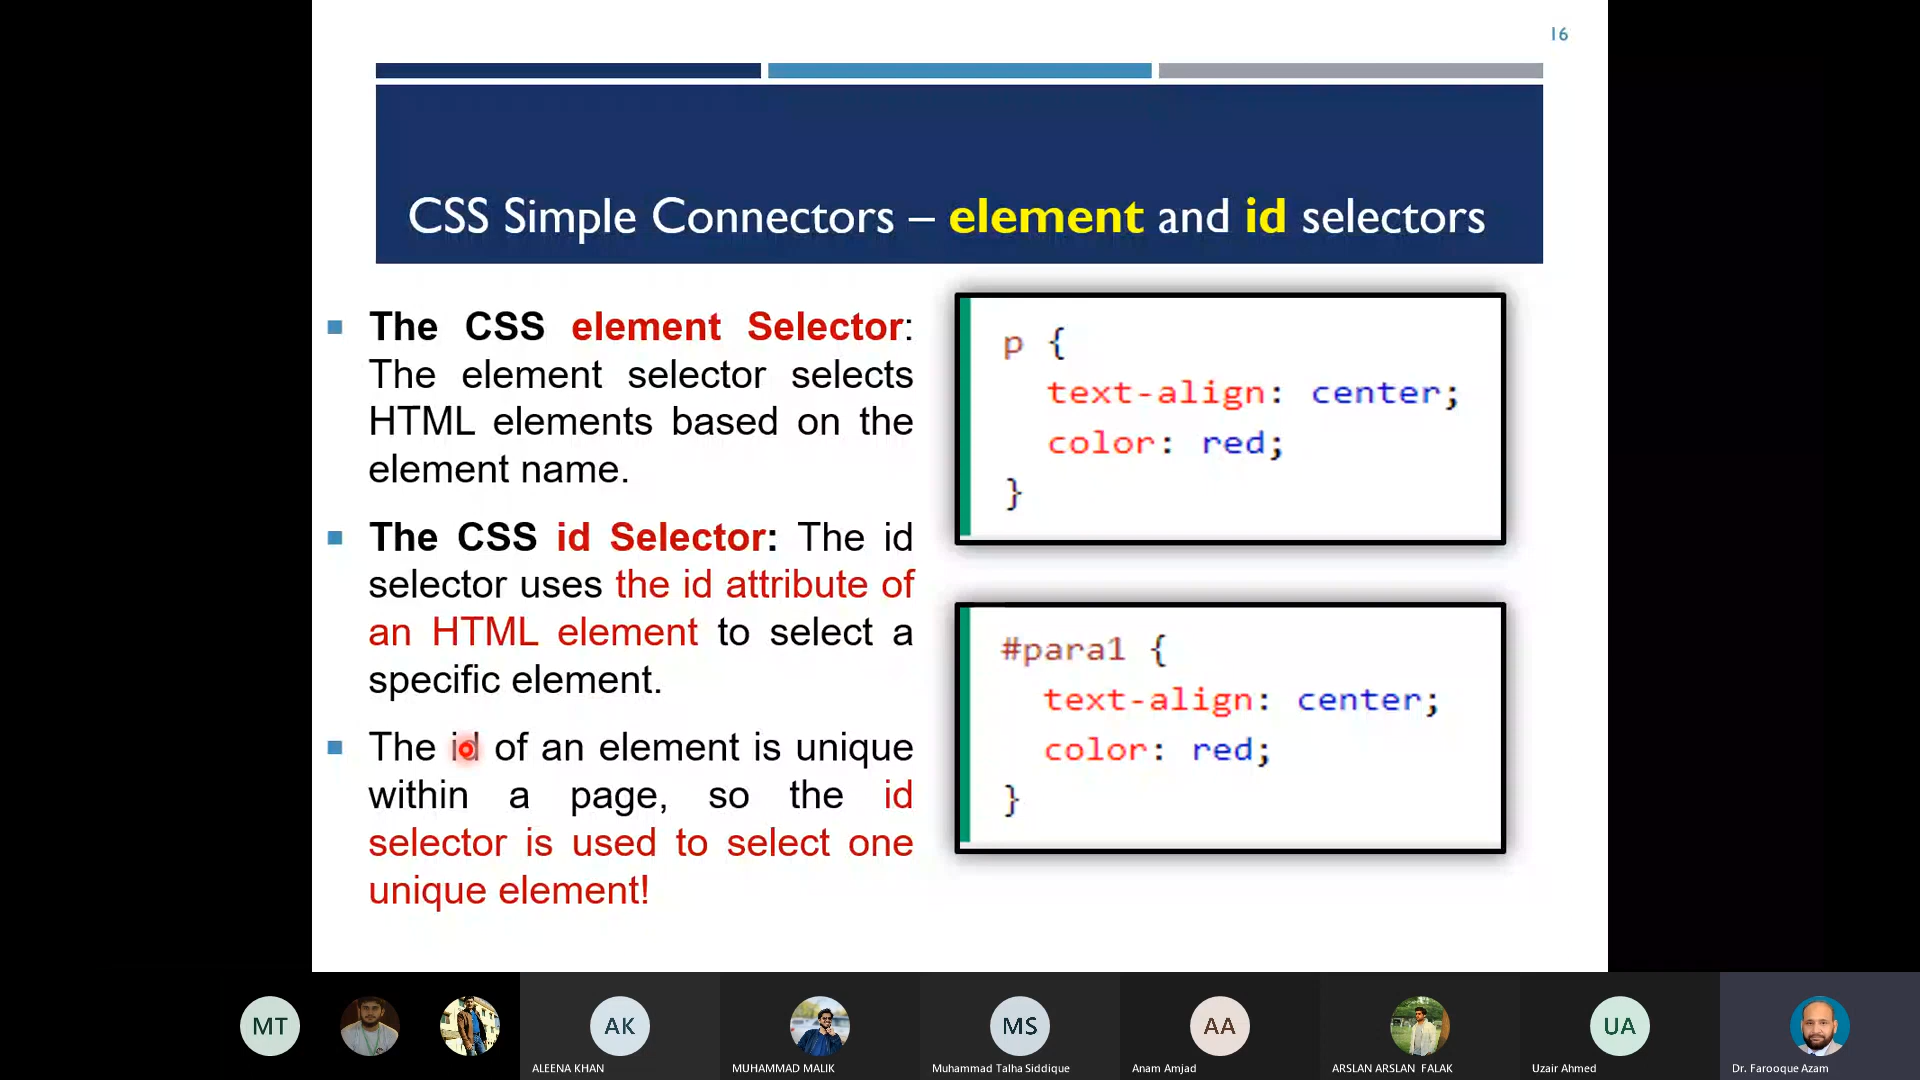 16
CSS Simple Connectors – element and id selectors
The CSS element Selector:
The element selector selects
HTML elements based on the
element name.
The CSS id Selector: The id
selector uses the id attribute of
an HTML element to select a
specific element.
The id of an element is unique
within a page, so the id
selector is used to select one
unique element!
p {
text-align: center;
color: red;
}
#para1 {
text-align: center;
color: red;
}
MT
AK
MS
AA
UA
ALEENA KHAN
MUHAMMAD MALIK
Muhammad Talha Siddique
Anam Amjad
ARSLAN ARSLAN FALAK
Uzair Ahmed
Dr. Farooque Azam